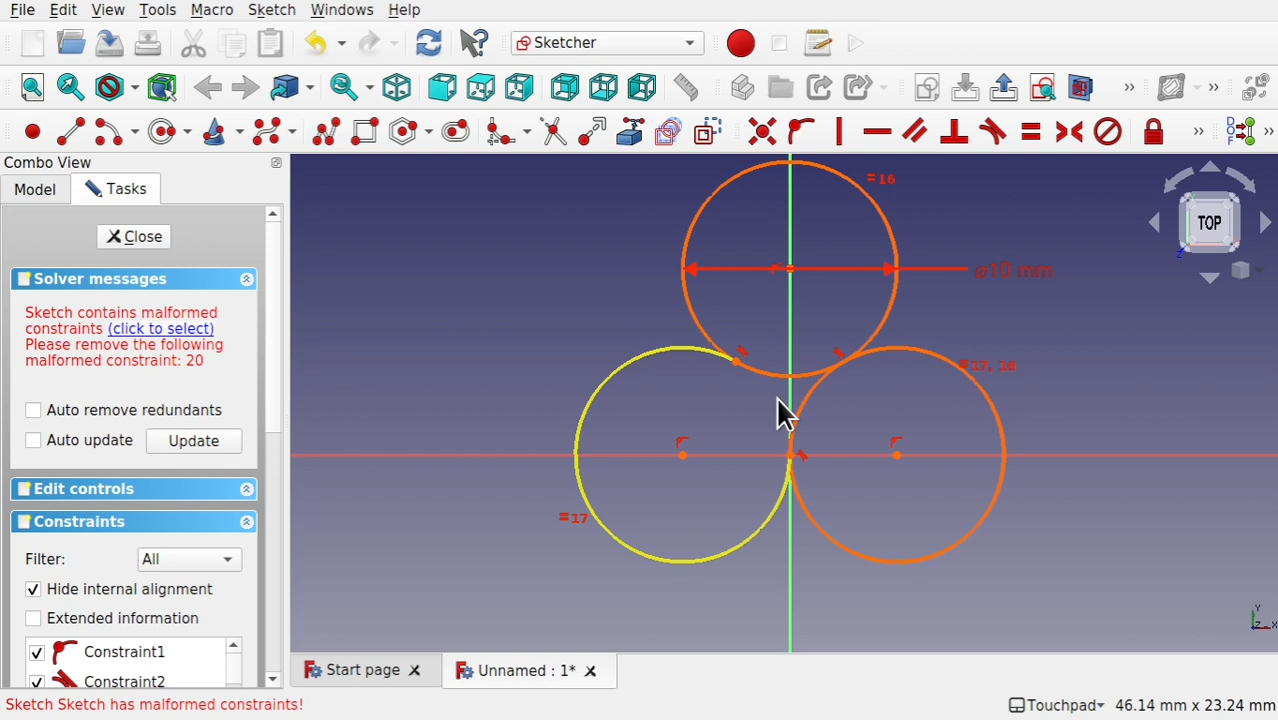 File Edit View Tools Macro Sketch Windows Help
Sketcher
Combo View
Model Tasks
Close
Solver messages
Sketch contains malformed
constraints (click to select)
Please remove the following
malformed constraint: 20
Auto remove redundants
Auto update Update
Edit controls
Constraints
Filter: All
Hide internal alignment
Extended information
Constraint1
Constraint2
=16
⌀10 mm
=17, 16
=17
TOP
Y
Z X
Z
DOF
Start page Unnamed : 1*
Sketch Sketch has malformed constraints! Touchpad 46.14 mm x 23.24 mm